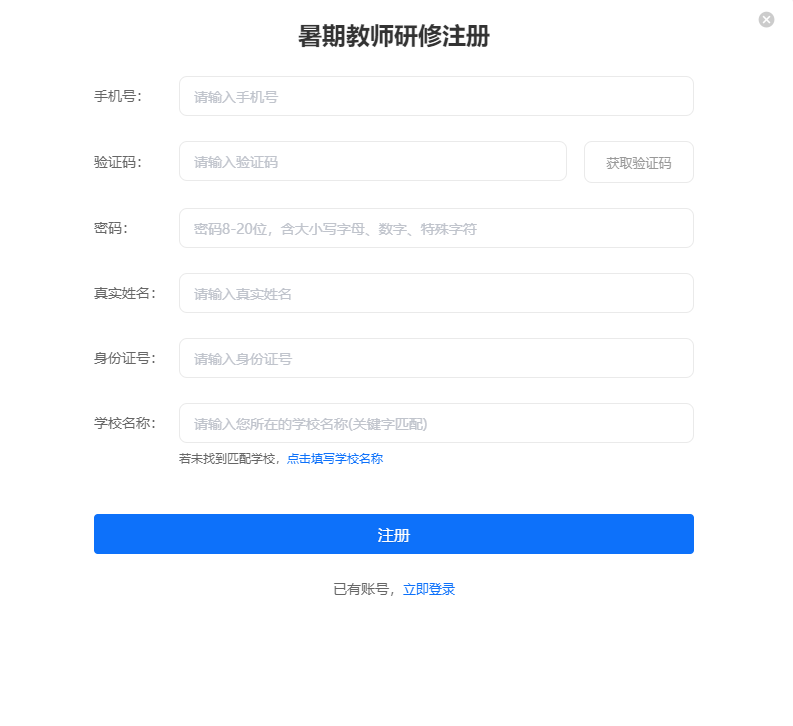 暑期教师研修注册
手机号：
请输入手机号
验证码：
请输入验证码
获取验证码
密码：
密码8-20位，含大小写字母、数字、特殊字符
真实姓名：
请输入真实姓名
身份证号：
请输入身份证号
学校名称：
请输入您所在的学校名称(关键字匹配)
若未找到匹配学校，点击填写学校名称
注册
已有账号，立即登录